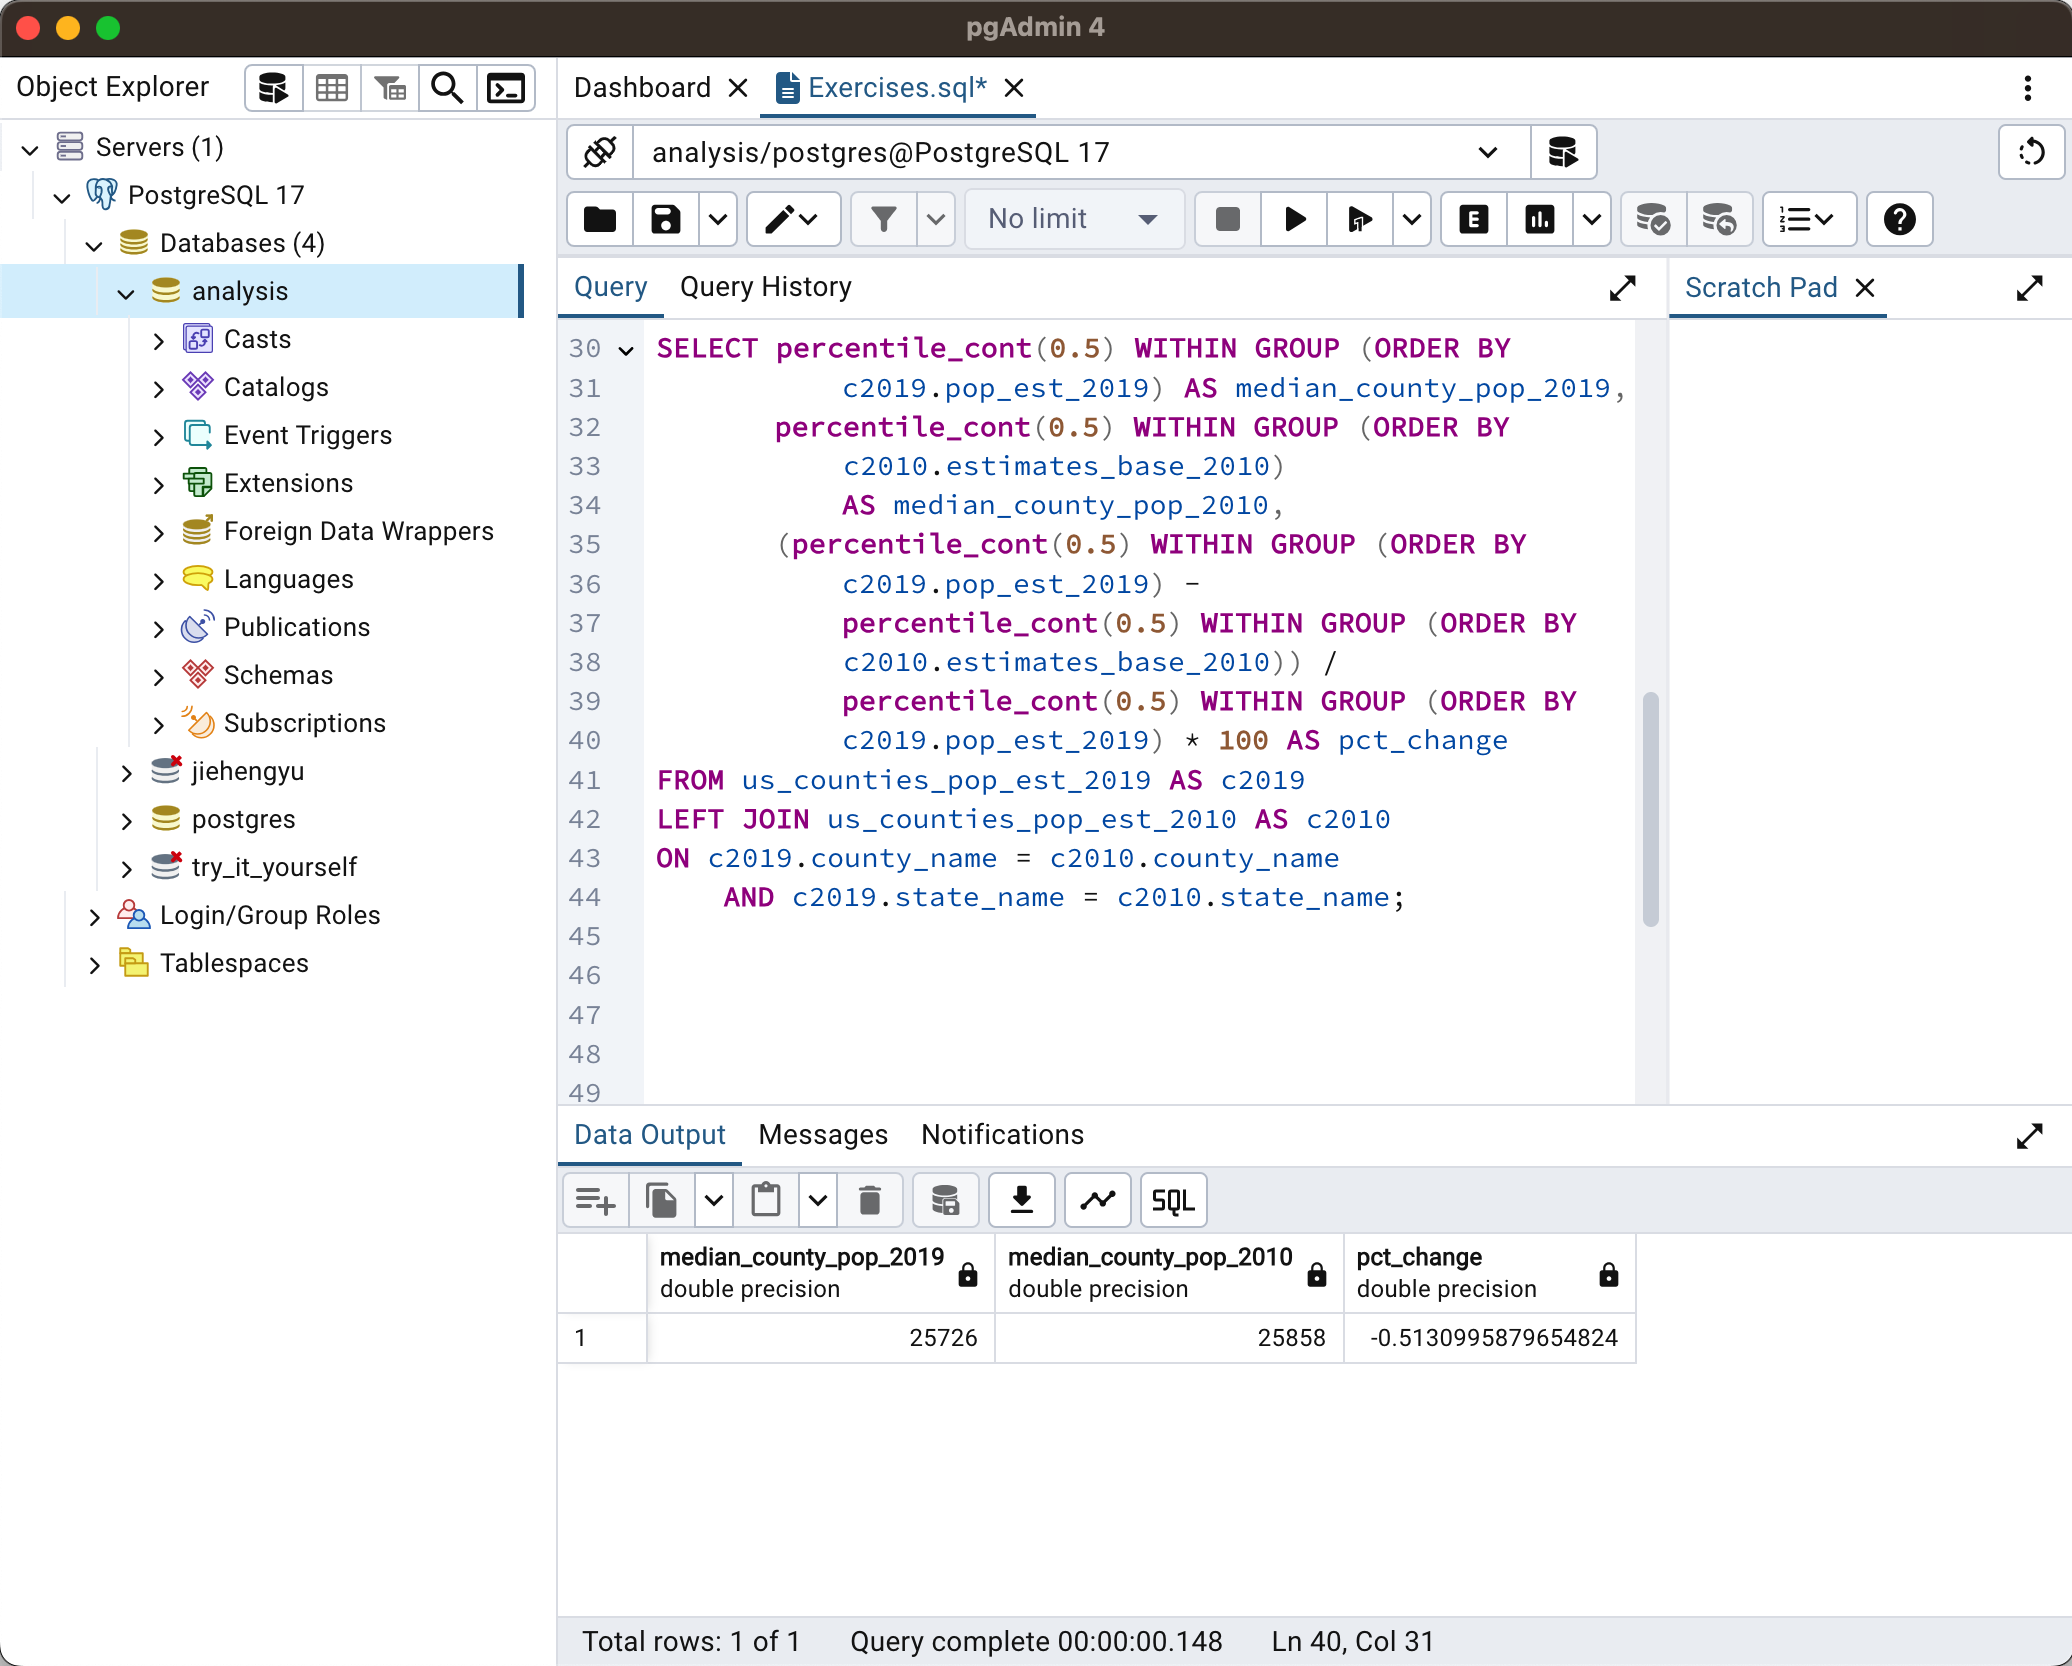 pgAdmin 4
Object Explorer
Servers (1)
PostgreSQL 17
Databases (4)
analysis
Casts
Catalogs
Event Triggers
Extensions
Foreign Data Wrappers
Languages
Publications
Schemas
Subscriptions
jiehengyu
postgres
try_it_yourself
Login/Group Roles
Tablespaces
Dashboard
Exercises.sql*
analysis/postgres@PostgreSQL 17
No limit
E
Query
Query History
Scratch Pad
30 SELECT percentile_cont(0.5) WITHIN GROUP (ORDER BY
31 c2019.pop_est_2019) AS median_county_pop_2019,
32 percentile_cont(0.5) WITHIN GROUP (ORDER BY
33 c2010.estimates_base_2010)
34 AS median_county_pop_2010,
35 (percentile_cont(0.5) WITHIN GROUP (ORDER BY
36 c2019.pop_est_2019) -
37 percentile_cont(0.5) WITHIN GROUP (ORDER BY
38 c2010.estimates_base_2010)) /
39 percentile_cont(0.5) WITHIN GROUP (ORDER BY
40 c2019.pop_est_2019) * 100 AS pct_change
41 FROM us_counties_pop_est_2019 AS c2019
42 LEFT JOIN us_counties_pop_est_2010 AS c2010
43 ON c2019.county_name = c2010.county_name
44 AND c2019.state_name = c2010.state_name;
45
46
47
48
49
Data Output
Messages
Notifications
SQL
median_county_pop_2019
double precision
median_county_pop_2010
double precision
pct_change
double precision
1 25726 25858 -0.5130995879654824
Total rows: 1 of 1
Query complete 00:00:00.148
Ln 40, Col 31